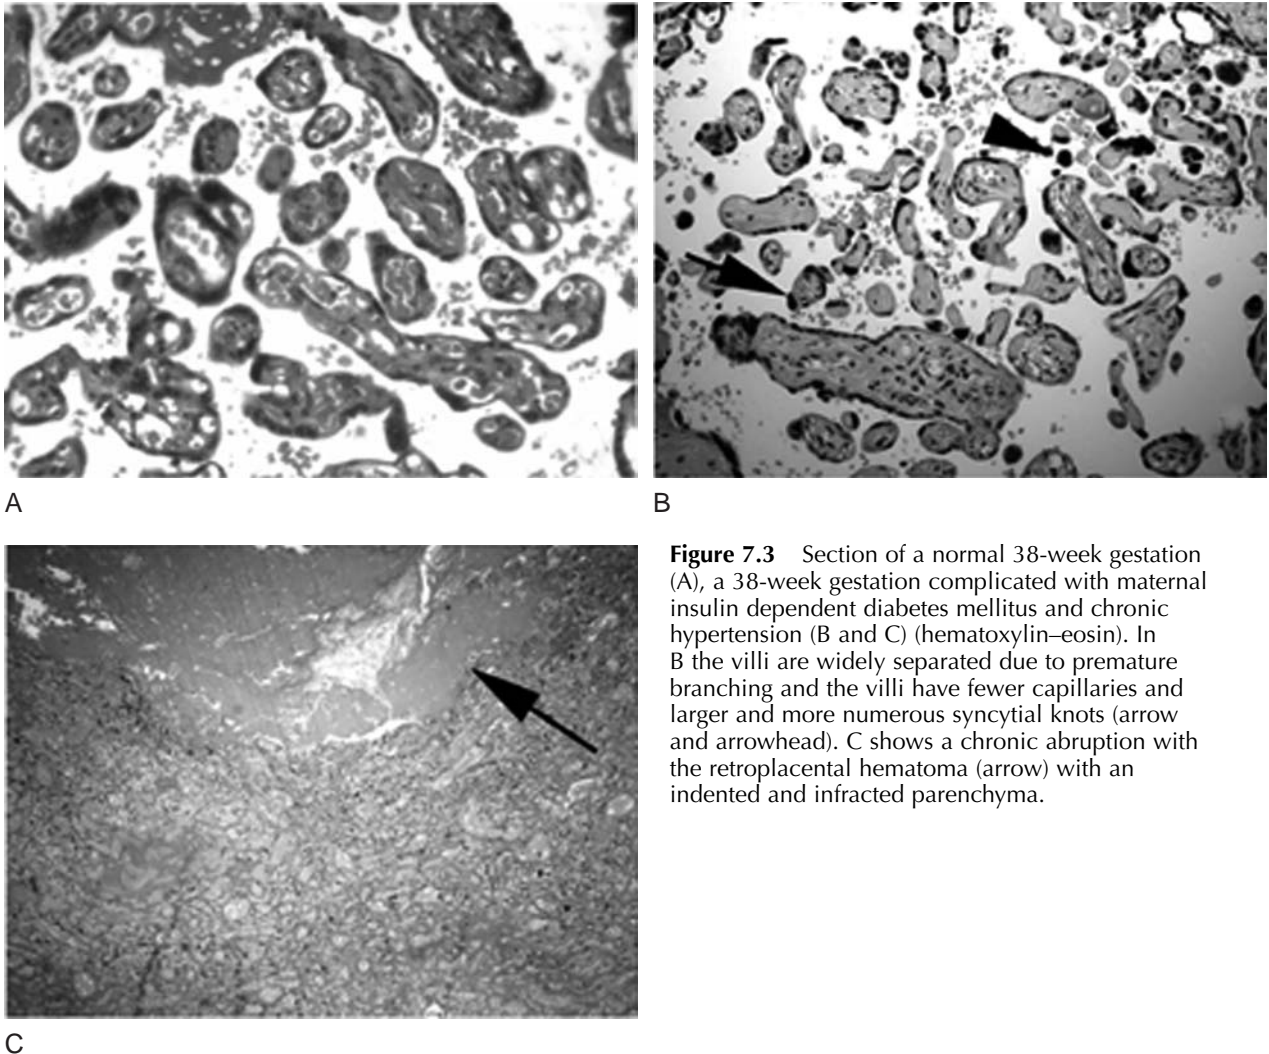 A
B
C
Figure 7.3 Section of a normal 38-week gestation
(A), a 38-week gestation complicated with maternal
insulin dependent diabetes mellitus and chronic
hypertension (B and C) (hematoxylin–eosin). In
B the villi are widely separated due to premature
branching and the villi have fewer capillaries and
larger and more numerous syncytial knots (arrow
and arrowhead). C shows a chronic abruption with
the retroplacental hematoma (arrow) with an
indented and infracted parenchyma.